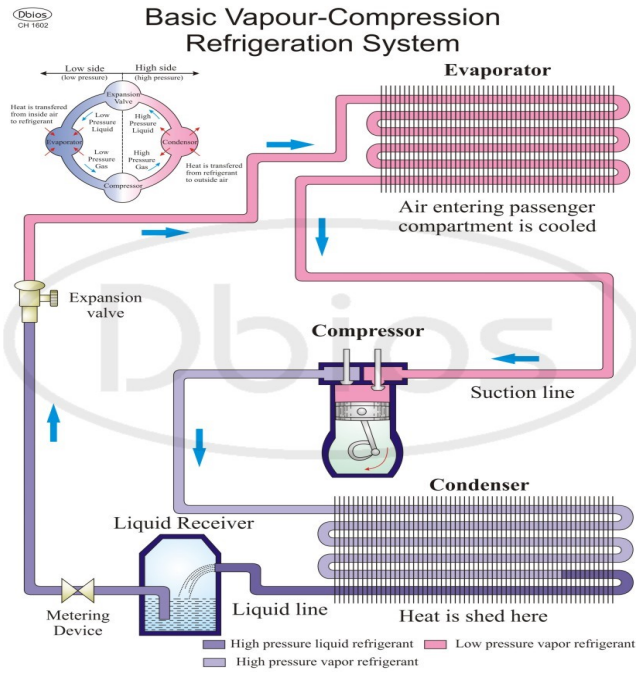 Dbios
CH 1602
Basic Vapour-Compression
Refrigeration System
Low side
(low pressure)
High side
(high pressure)
Expansion
Valve
Heat is transfered
from inside air
to refrigerant
Low
Pressure
Liquid
High
Pressure
Liquid
Evaporator
Condensor
Low
Pressure
Gas
High
Pressure
Gas
Heat is transfered
from refrigerant
to outside air
Compressor
Evaporator
Air entering passenger
compartment is cooled
Expansion
valve
Dbios
Compressor
Suction line
Condenser
Liquid Receiver
Metering
Device
Liquid line
Heat is shed here
High pressure liquid refrigerant
Low pressure vapor refrigerant
High pressure vapor refrigerant